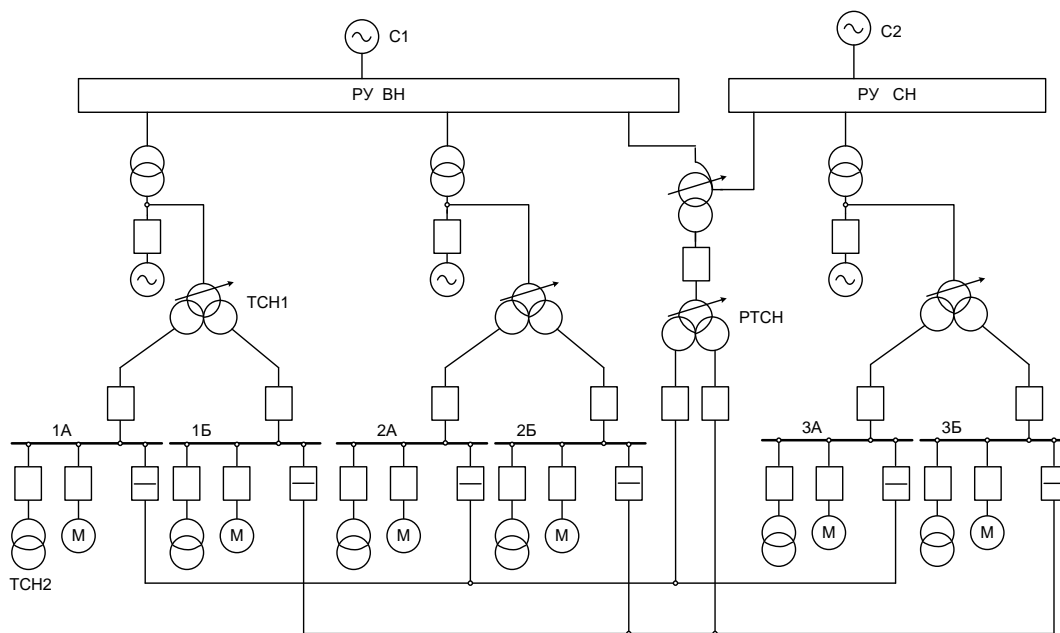 С1
С2
РУ ВН
РУ СН
ТСН1
РТСН
1А
1Б
2А
2Б
3А
3Б
М
М
М
М
М
М
ТСН2